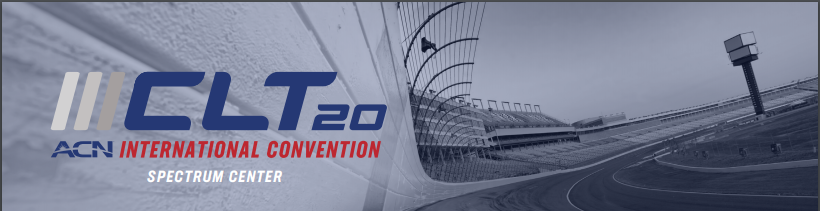 CLT20
ACN INTERNATIONAL CONVENTION
SPECTRUM CENTER